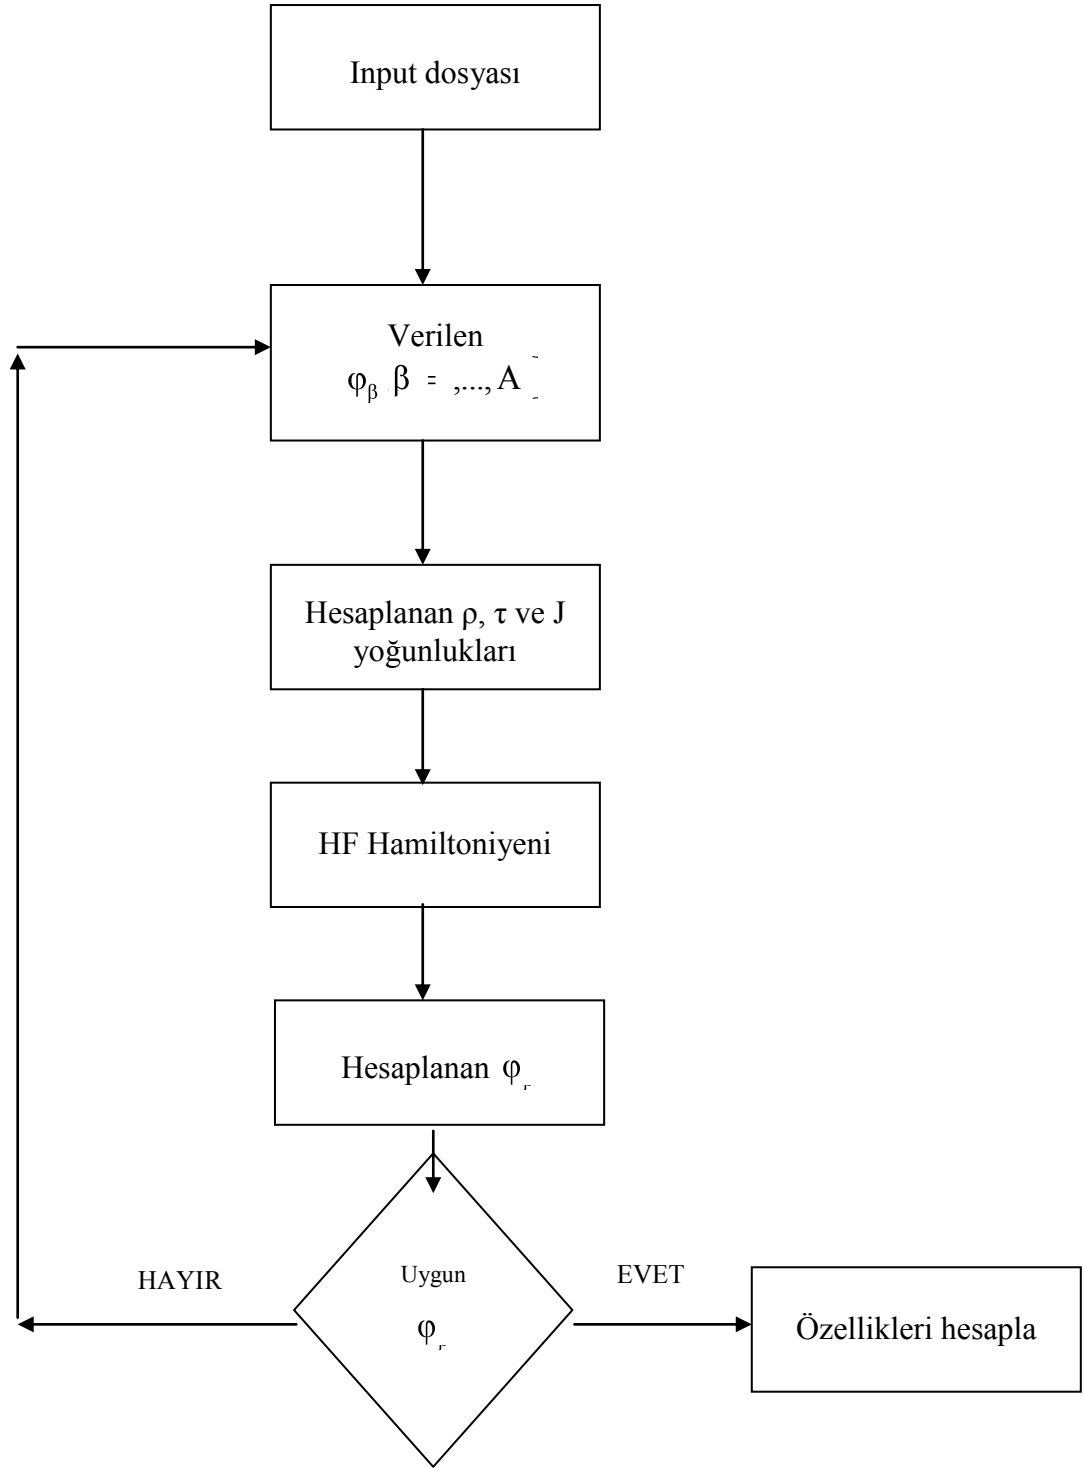 Input dosyası
Verilen
φβ β = ,..., A
Hesaplanan ρ, τ ve J
yoğunlukları
HF Hamiltoniyeni
Hesaplanan φ
HAYIR
Uygun
φ
EVET
Özellikleri hesapla